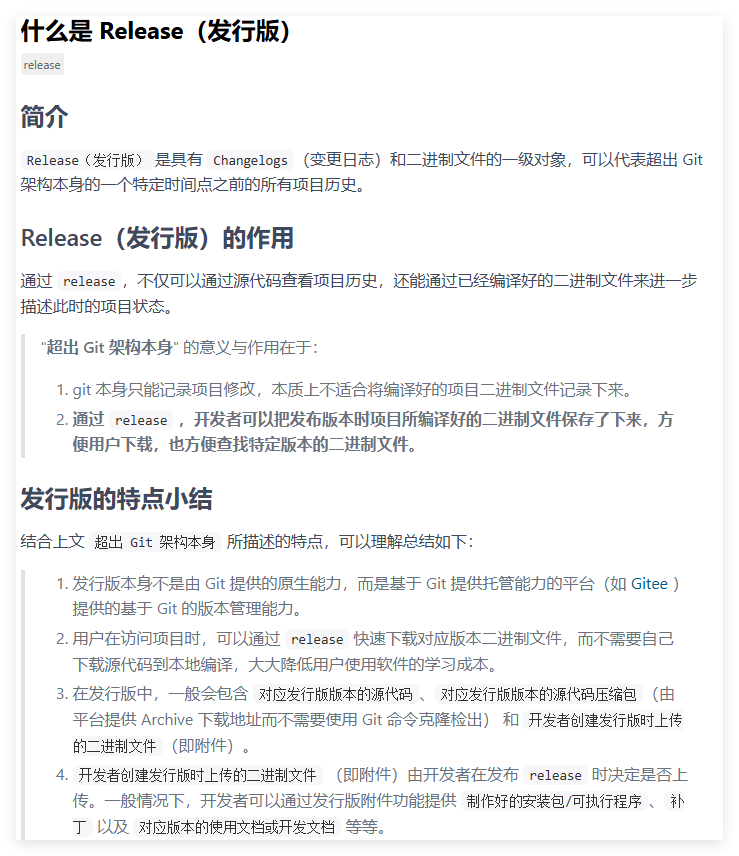 什么是 Release（发行版）
release
简介
Release（发行版） 是具有 Changelogs （变更日志）和二进制文件的一级对象，可以代表超出 Git
架构本身的一个特定时间点之前的所有项目历史。
Release（发行版）的作用
通过 release ，不仅可以通过源代码查看项目历史，还能通过已经编译好的二进制文件来进一步
描述此时的项目状态。
"超出 Git 架构本身" 的意义与作用在于：
1. git 本身只能记录项目修改，本质上不适合将编译好的项目二进制文件记录下来。
2. 通过 release ，开发者可以把发布版本时项目所编译好的二进制文件保存了下来，方
便用户下载，也方便查找特定版本的二进制文件。
发行版的特点小结
结合上文 超出 Git 架构本身 所描述的特点，可以理解总结如下：
1. 发行版本身不是由 Git 提供的原生能力，而是基于 Git 提供托管能力的平台（如 Gitee ）
提供的基于 Git 的版本管理能力。
2. 用户在访问项目时，可以通过 release 快速下载对应版本二进制文件，而不需要自己
下载源代码到本地编译，大大降低用户使用软件的学习成本。
3. 在发行版中，一般会包含 对应发行版版本的源代码 、 对应发行版版本的源代码压缩包 （由
平台提供 Archive 下载地址而不需要使用 Git 命令克隆检出） 和 开发者创建发行版时上传
的二进制文件 （即附件）。
4. 开发者创建发行版时上传的二进制文件 （即附件）由开发者在发布 release 时决定是否上
传。一般情况下，开发者可以通过发行版附件功能提供 制作好的安装包/可执行程序 、 补
丁 以及 对应版本的使用文档或开发文档 等等。